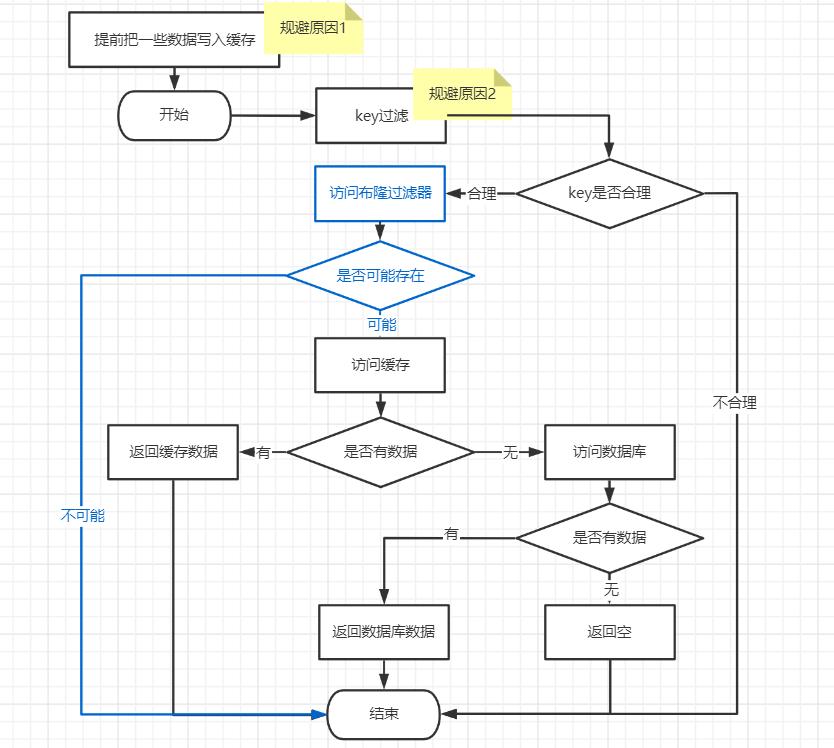 提前把一些数据写入缓存
规避原因1
开始
key过滤
规避原因2
访问布隆过滤器
合理
key是否合理
是否可能存在
可能
访问缓存
不合理
返回缓存数据
有
是否有数据
无
访问数据库
不可能
有
是否有数据
无
返回数据库数据
返回空
结束